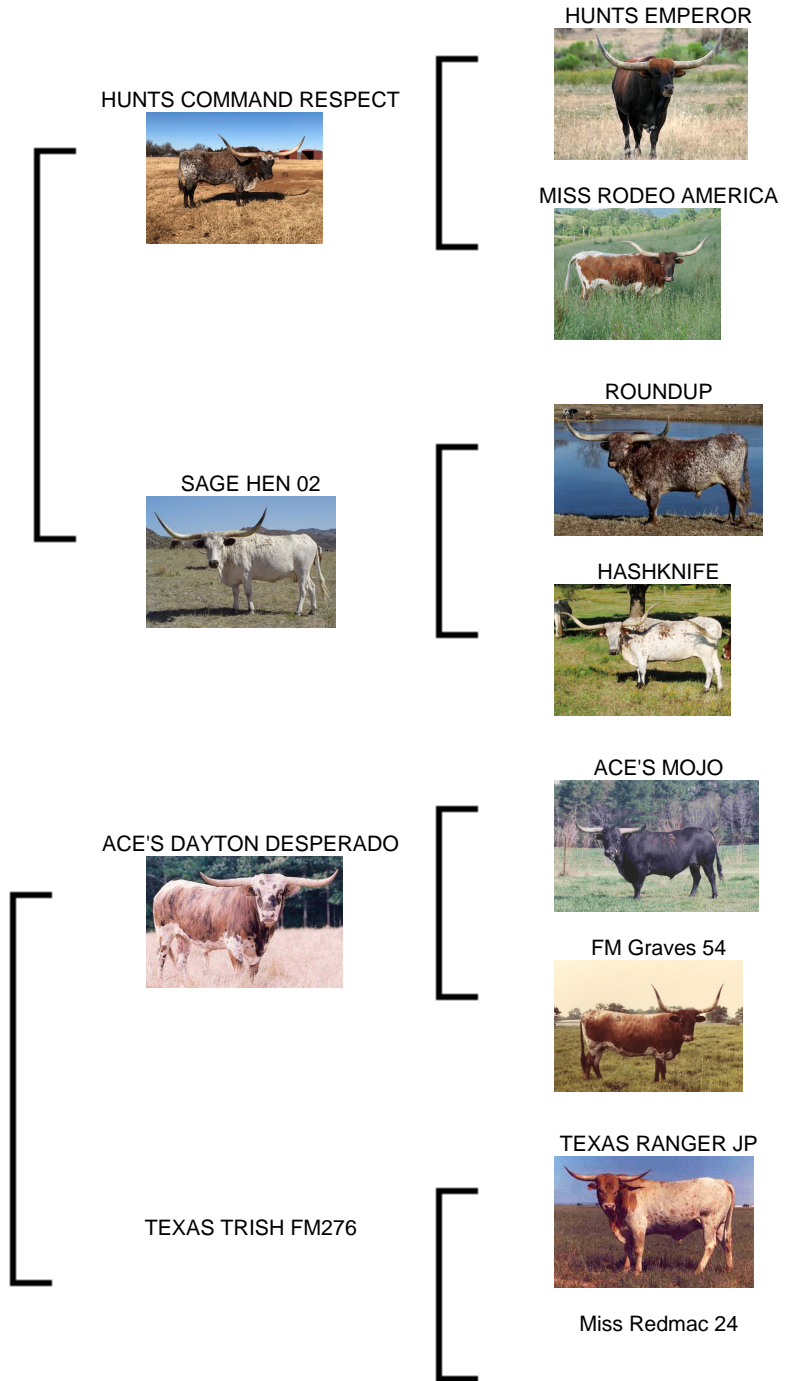 HUNTS EMPEROR
HUNTS COMMAND RESPECT
MISS RODEO AMERICA
ROUNDUP
SAGE HEN 02
HASHKNIFE
ACE'S MOJO
ACE'S DAYTON DESPERADO
FM Graves 54
TEXAS RANGER JP
TEXAS TRISH FM276
Miss Redmac 24